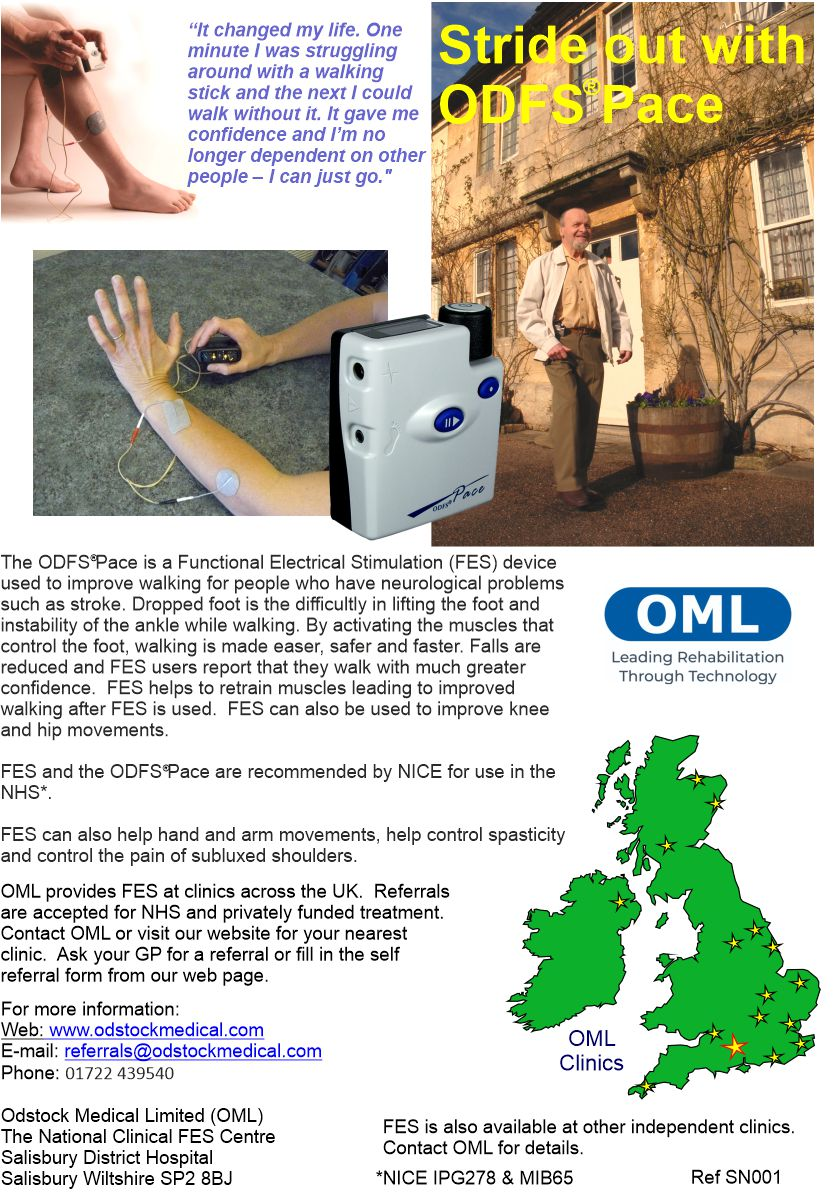 “It changed my life. One
minute I was struggling
around with a walking
stick and the next I could
walk without it. It gave me
confidence and I’m no
longer dependent on other
people – I can just go."
Stride out with
ODFS® Pace
ODFS® Pace
The ODFS®Pace is a Functional Electrical Stimulation (FES) device
used to improve walking for people who have neurological problems
such as stroke. Dropped foot is the difficultly in lifting the foot and
instability of the ankle while walking. By activating the muscles that
control the foot, walking is made easer, safer and faster. Falls are
reduced and FES users report that they walk with much greater
confidence.  FES helps to retrain muscles leading to improved
walking after FES is used.  FES can also be used to improve knee
and hip movements.
OML
Leading Rehabilitation
Through Technology
FES and the ODFS®Pace are recommended by NICE for use in the
NHS*.
FES can also help hand and arm movements, help control spasticity
and control the pain of subluxed shoulders.
OML provides FES at clinics across the UK.  Referrals
are accepted for NHS and privately funded treatment.
Contact OML or visit our website for your nearest
clinic.  Ask your GP for a referral or fill in the self
referral form from our web page.
For more information:
Web: www.odstockmedical.com
E-mail: referrals@odstockmedical.com
Phone: 01722 439540
OML
Clinics
Odstock Medical Limited (OML)
The National Clinical FES Centre
Salisbury District Hospital
Salisbury Wiltshire SP2 8BJ
FES is also available at other independent clinics.
Contact OML for details.
*NICE IPG278 & MIB65
Ref SN001